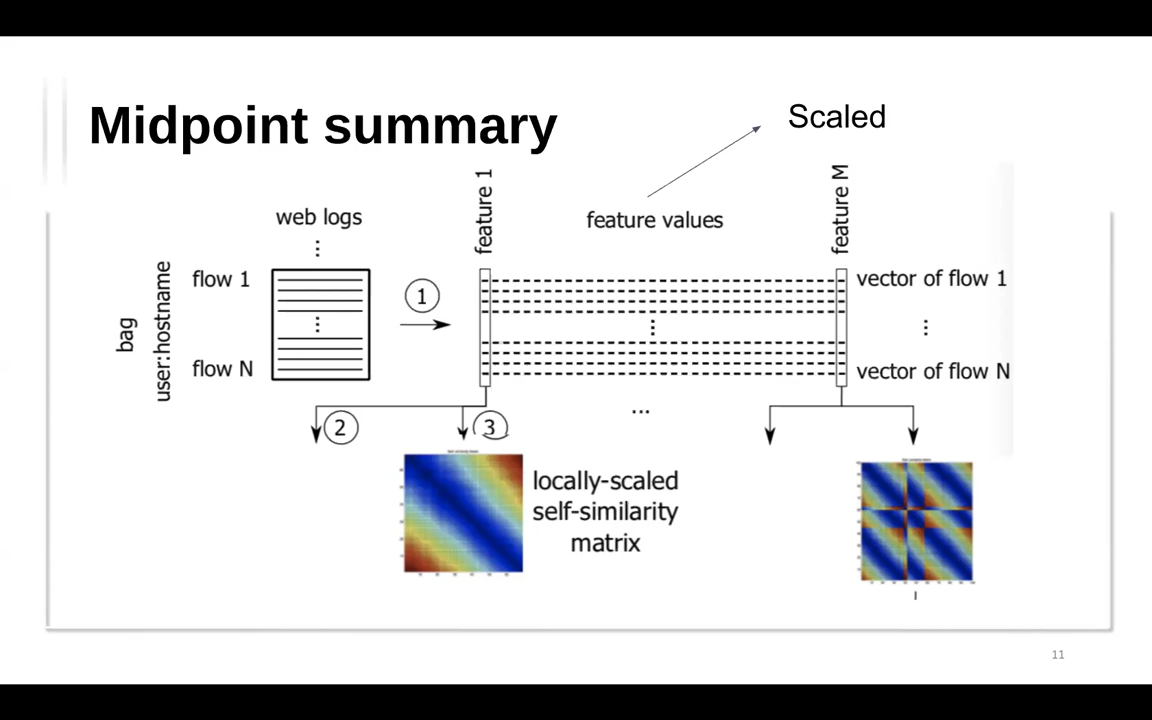 Midpoint summary
Scaled
feature 1
feature values
feature M
web logs
bag
user:hostname
flow 1
flow N
1
vector of flow 1
vector of flow N
2
3
...
locally-scaled
self-similarity
matrix
11